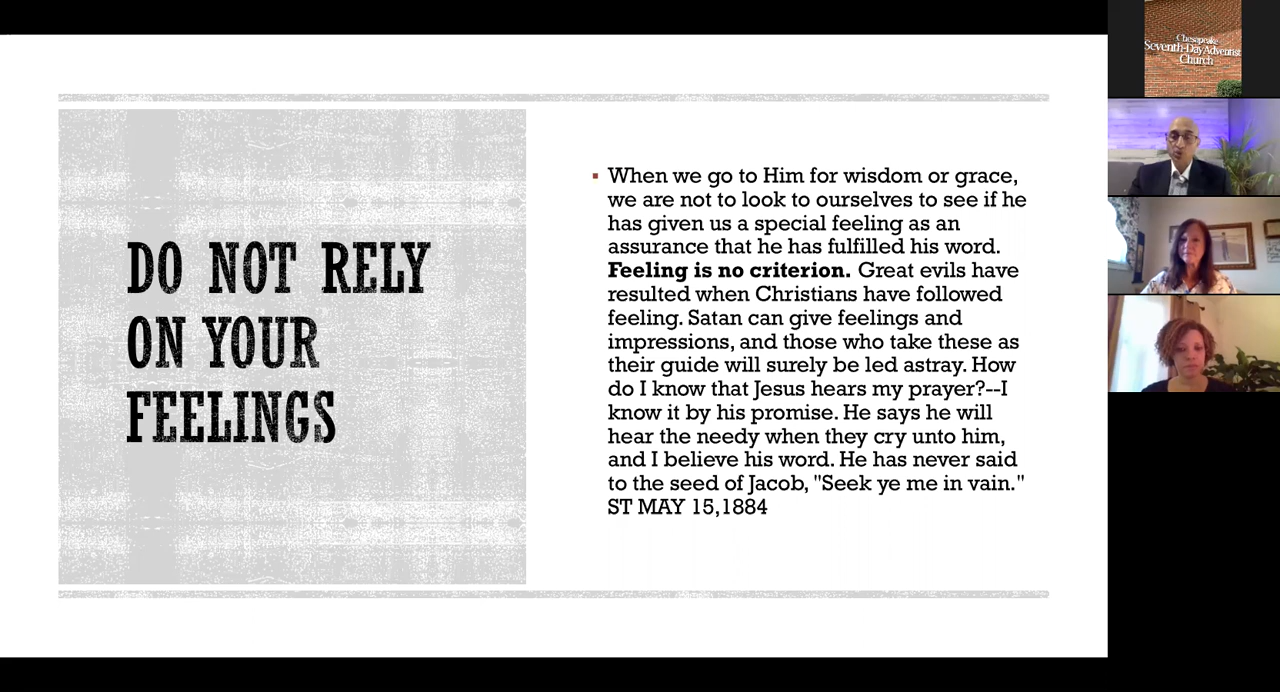 DO NOT RELY
ON YOUR
FEELINGS
▪ When we go to Him for wisdom or grace,
we are not to look to ourselves to see if he
has given us a special feeling as an
assurance that he has fulfilled his word.
Feeling is no criterion. Great evils have
resulted when Christians have followed
feeling. Satan can give feelings and
impressions, and those who take these as
their guide will surely be led astray. How
do I know that Jesus hears my prayer?--I
know it by his promise. He says he will
hear the needy when they cry unto him,
and I believe his word. He has never said
to the seed of Jacob, "Seek ye me in vain."
ST MAY 15,1884
Chesapeake
Seventh-Day Adventist
Church